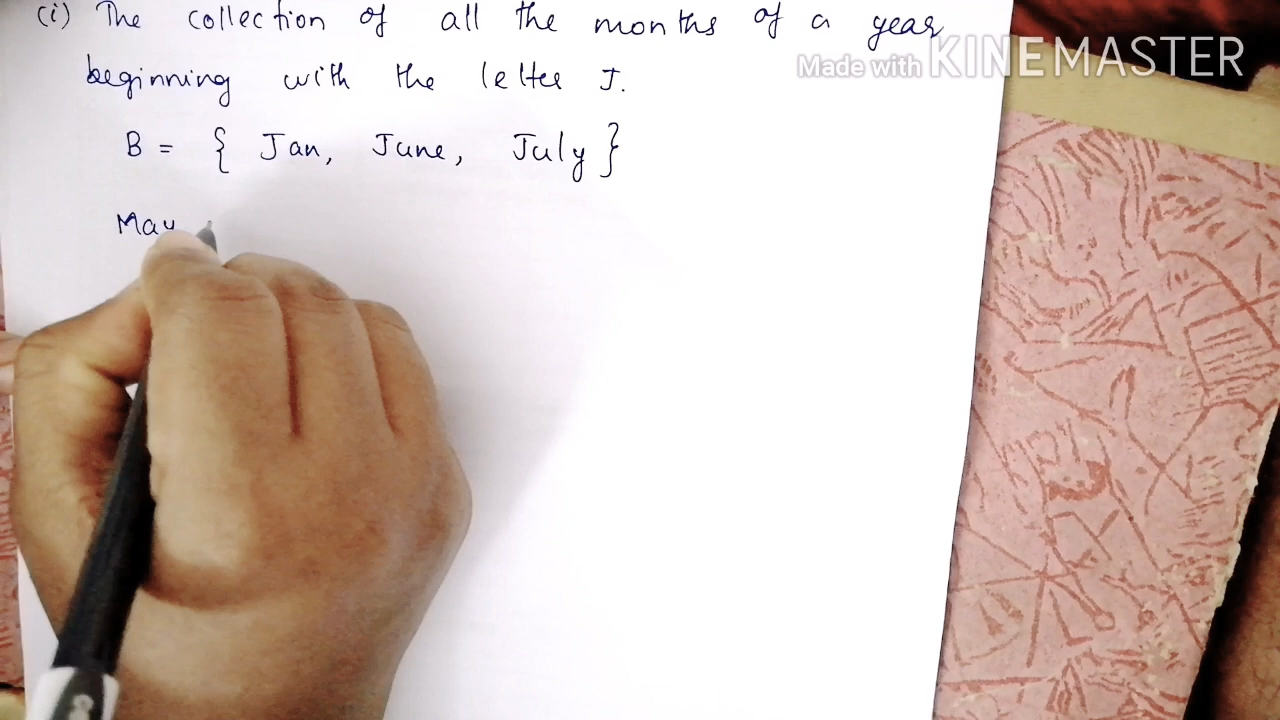 (i) The collection of all the months of a year
Made with KINEMASTER
beginning with the letter J.
B = { Jan, June, July }
May